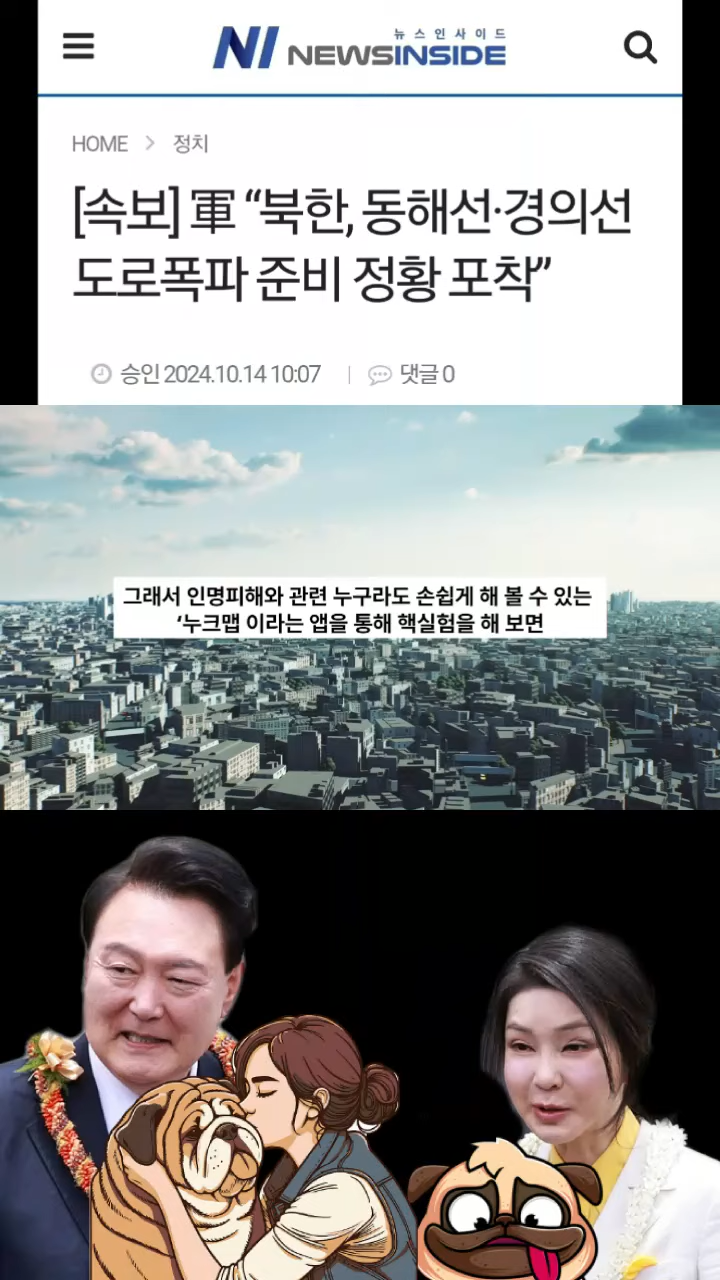 뉴스인사이드
NI NEWSINSIDE
HOME > 정치
[속보] 軍 “북한, 동해선·경의선
도로폭파 준비 정황 포착”
승인 2024.10.14 10:07 | 댓글 0
그래서 인명피해와 관련 누구라도 손쉽게 해 볼 수 있는
‘누크맵 이라는 앱을 통해 핵실험을 해 보면